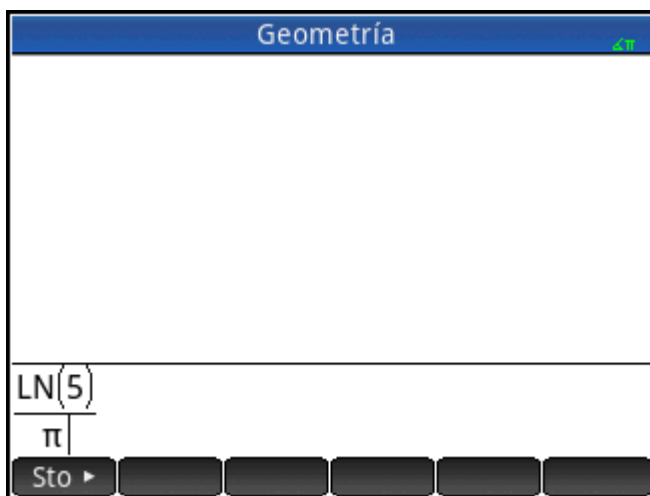 Geometría
∡π
LN(5)
π
Sto ►